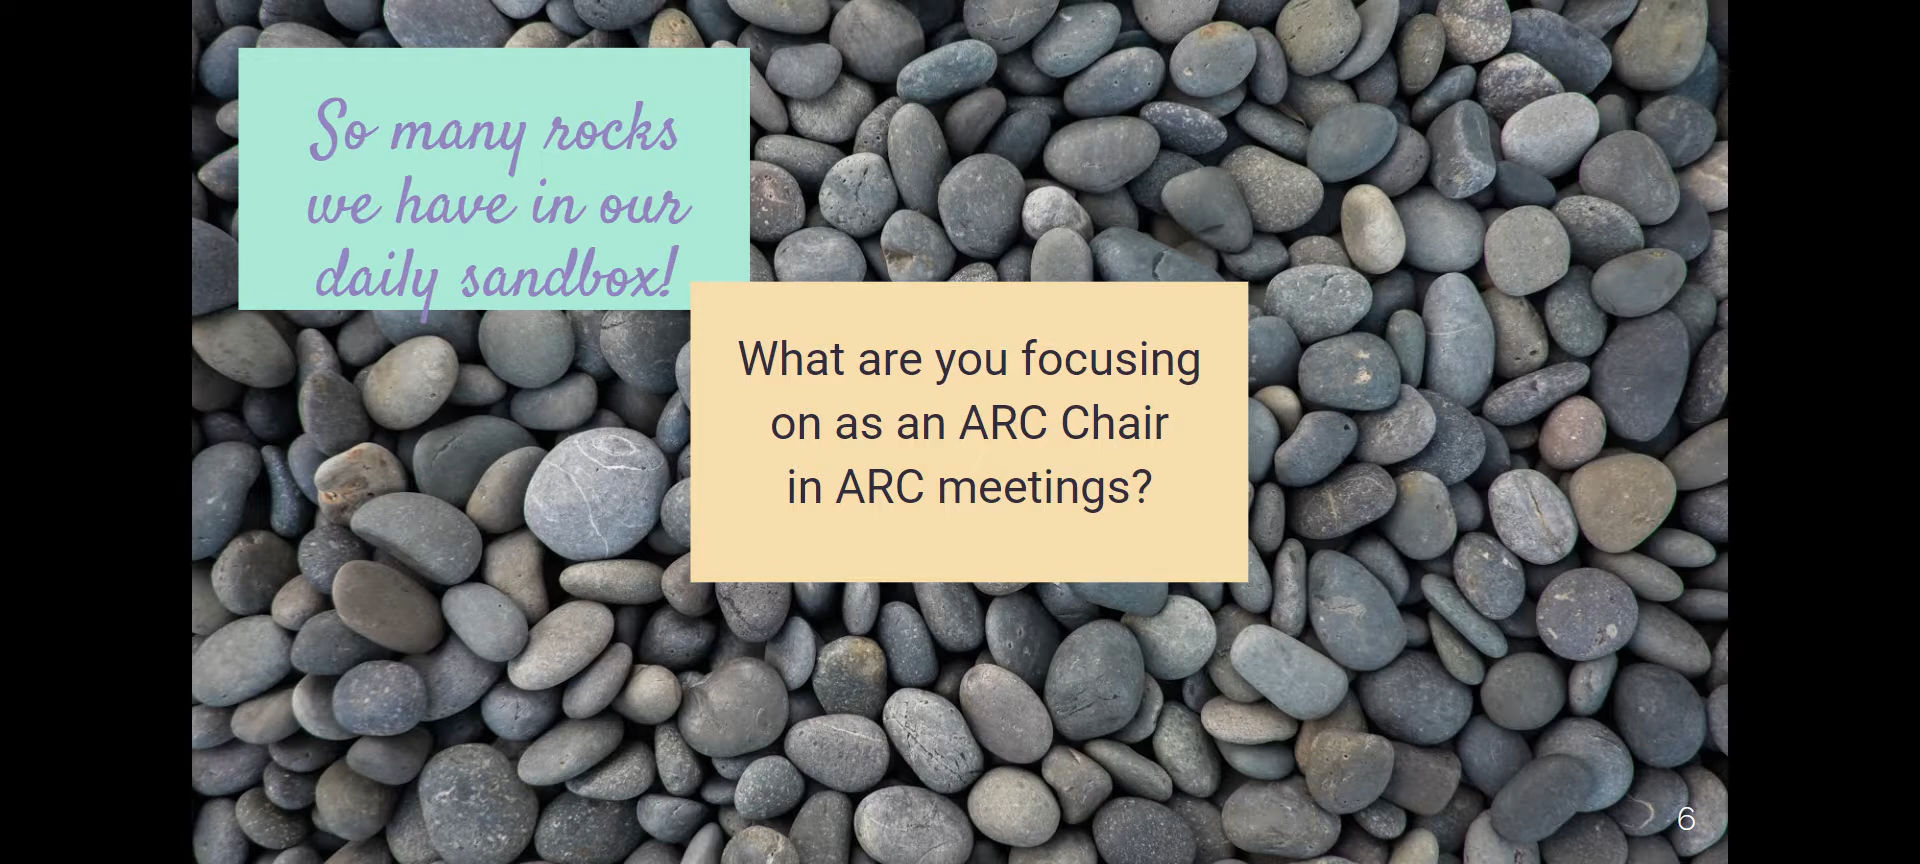 So many rocks
we have in our
daily sandbox!
What are you focusing
on as an ARC Chair
in ARC meetings?
6